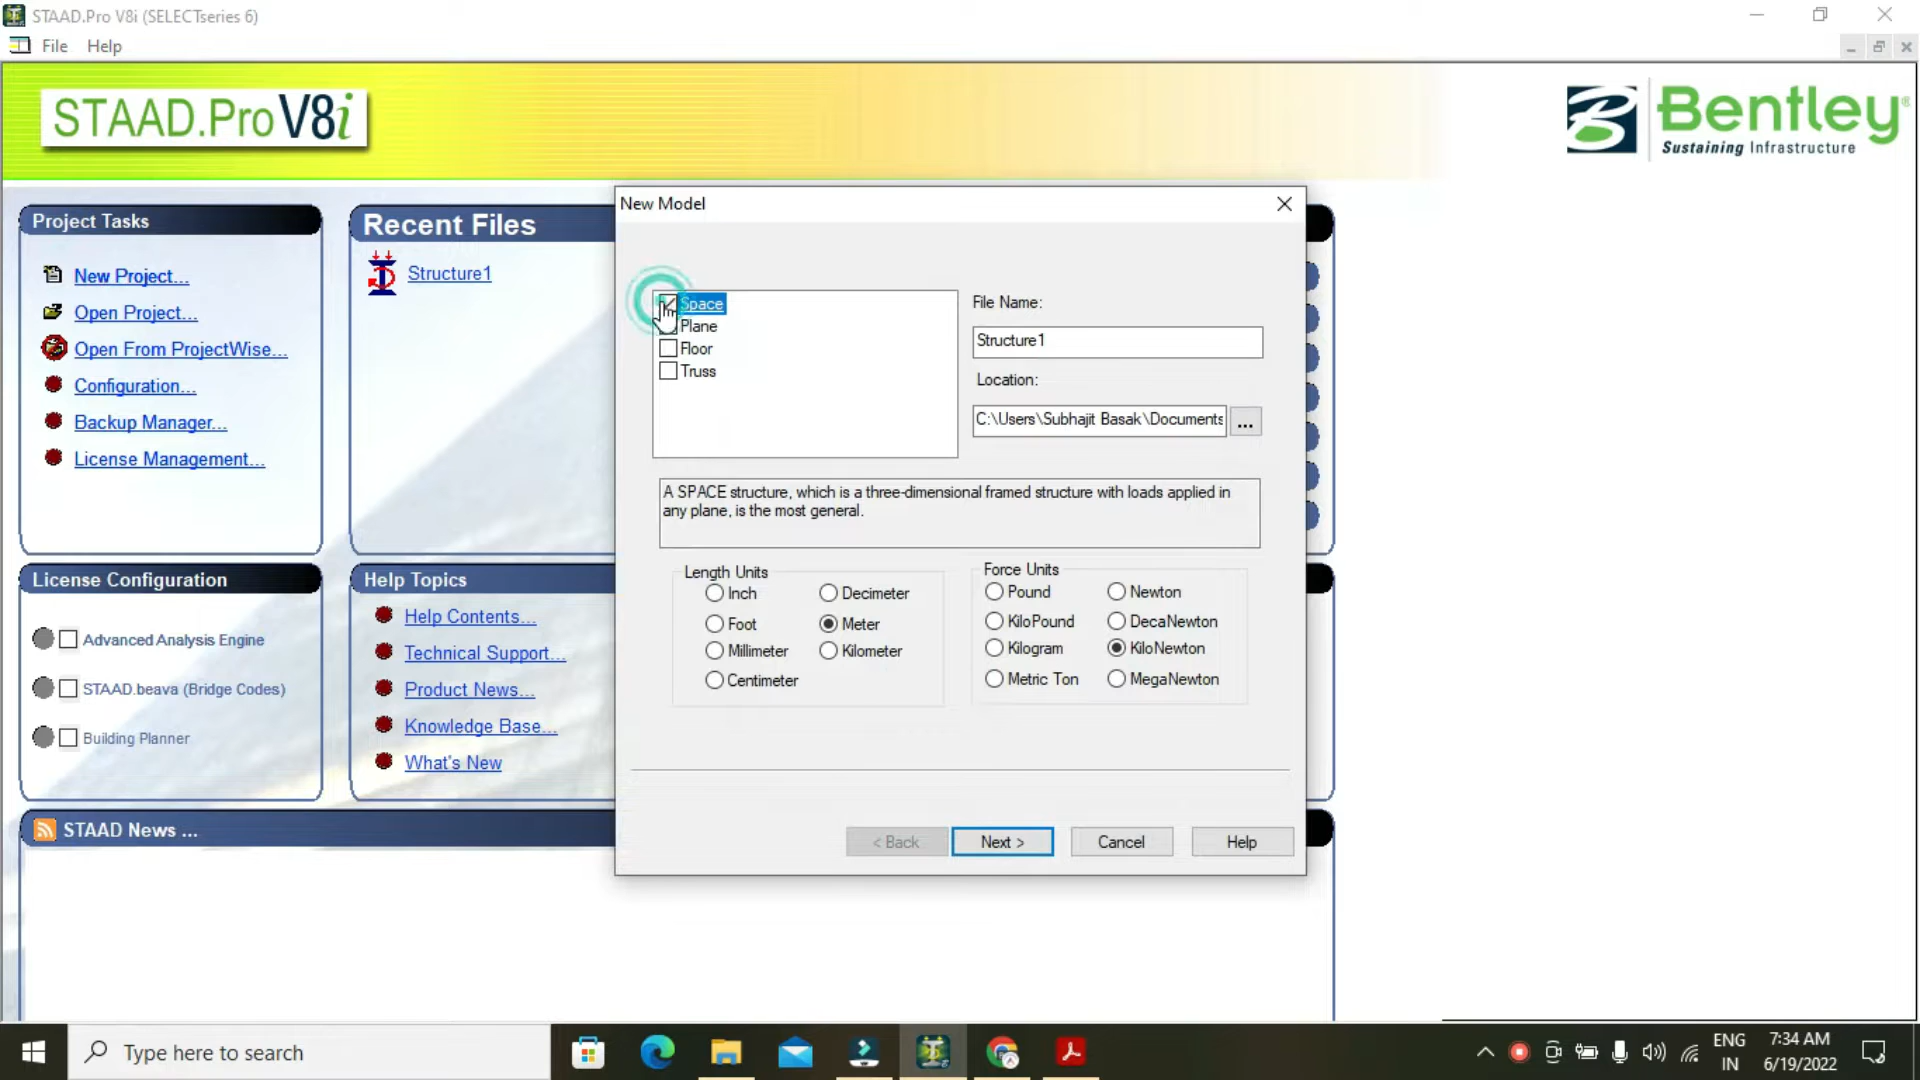 STAAD.Pro V8i (SELECTseries 6)
File Help
STAAD.Pro V8i
Bentley®
Sustaining Infrastructure
Project Tasks
New Project...
Open Project...
Open From ProjectWise...
Configuration...
Backup Manager...
License Management...
Recent Files
Structure1
New Model
Space
Plane
Floor
Truss
File Name:
Structure1
Location:
C:\Users\Subhajit Basak\Documents
...
A SPACE structure, which is a three-dimensional framed structure with loads applied in
any plane, is the most general.
Length Units
Inch
Decimeter
Foot
Meter
Millimeter
Kilometer
Centimeter
Force Units
Pound
Newton
KiloPound
DecaNewton
Kilogram
KiloNewton
Metric Ton
MegaNewton
< Back
Next >
Cancel
Help
License Configuration
Advanced Analysis Engine
STAAD.beava (Bridge Codes)
Building Planner
Help Topics
Help Contents...
Technical Support...
Product News...
Knowledge Base...
What's New
STAAD News ...
Type here to search
ENG
IN
7:34 AM
6/19/2022